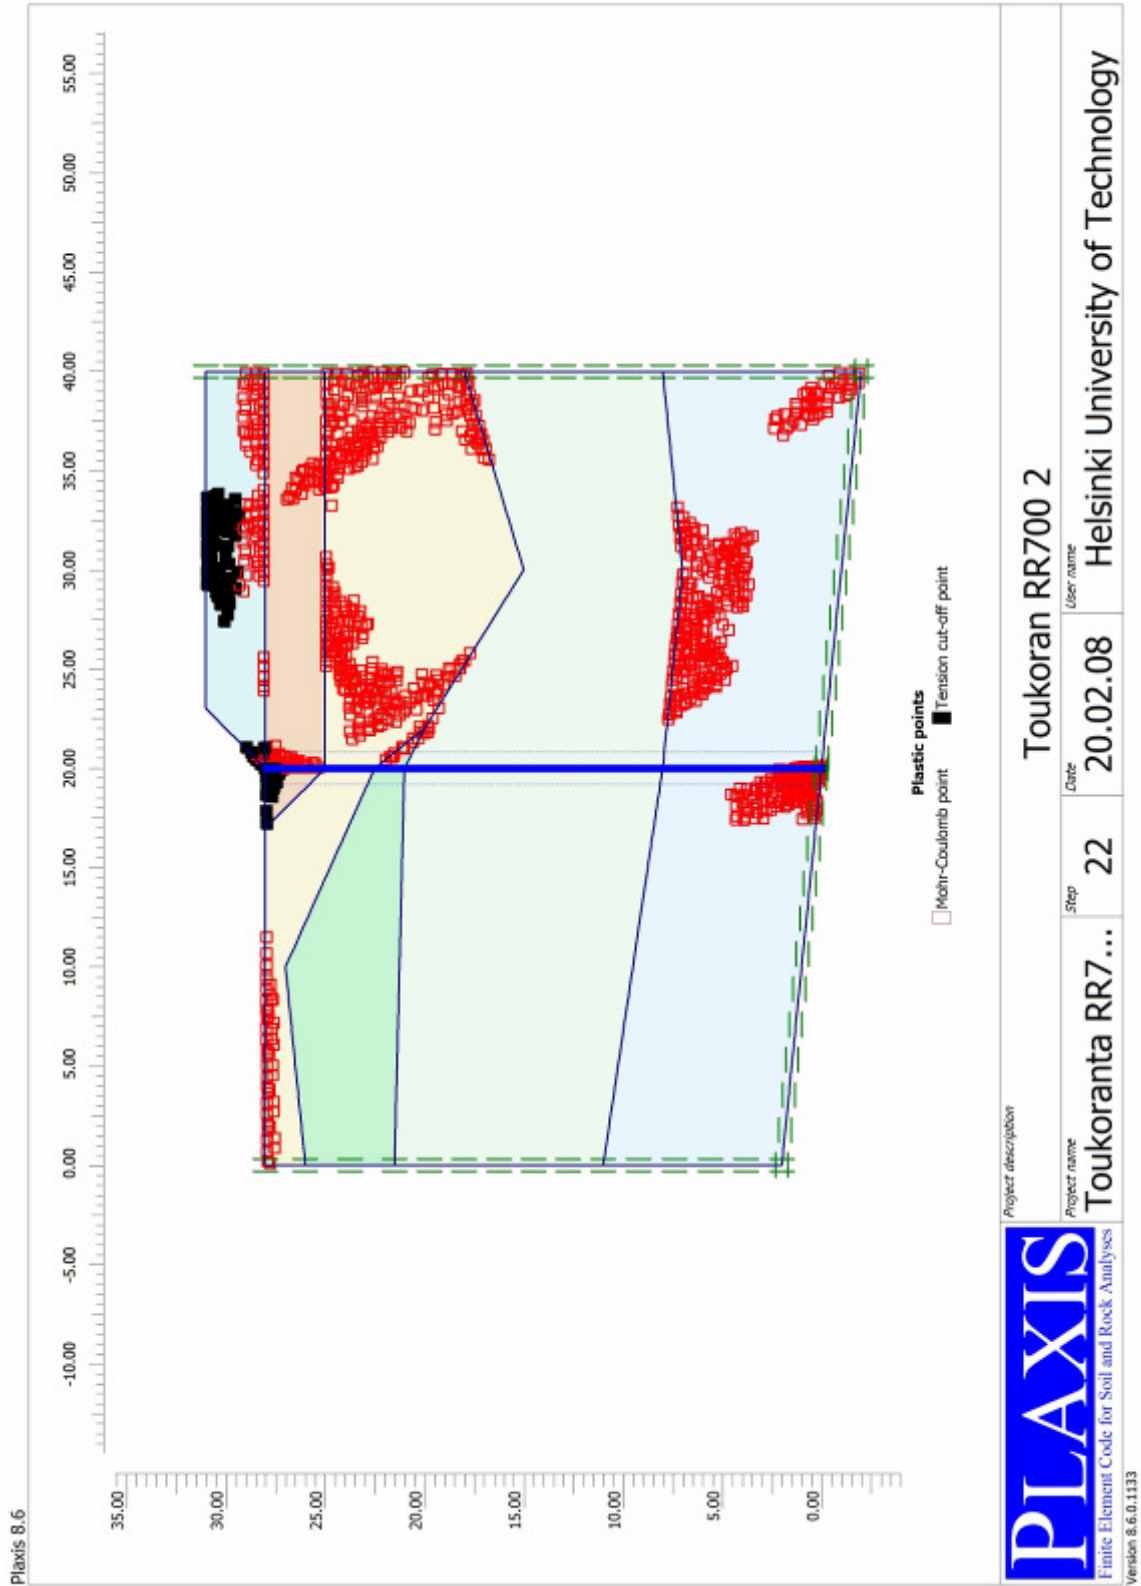 Plaxis 8.6
-10.00 -5.00 0.00 5.00 10.00 15.00 20.00 25.00 30.00 35.00 40.00 45.00 50.00 55.00
35.00
30.00
25.00
20.00
15.00
10.00
5.00
0.00
Plastic points
Mohr-Coulomb point Tension cut-off point
PLAXIS
Finite Element Code for Soil and Rock Analyses
Version 8.6.0.1133
Project description
Toukoran RR700 2
Project name Step Date User name
Toukoranta RR7... 22 20.02.08 Helsinki University of Technology